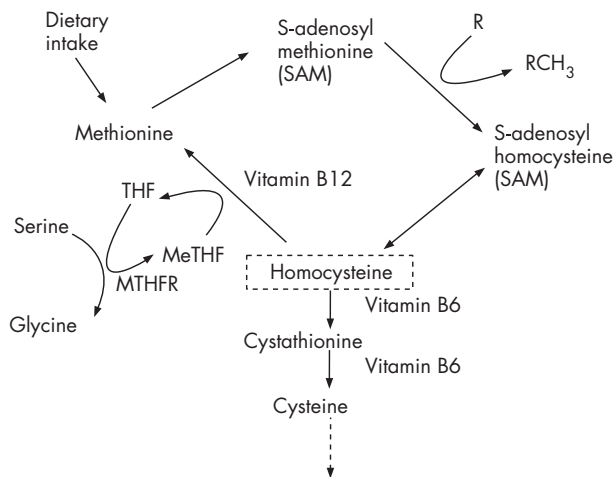 Dietary
intake
S-adenosyl
methionine
(SAM)
R
RCH3
Methionine
S-adenosyl
homocysteine
(SAM)
Vitamin B12
THF
Serine
MeTHF
MTHFR
Homocysteine
Glycine
Vitamin B6
Cystathionine
Vitamin B6
Cysteine